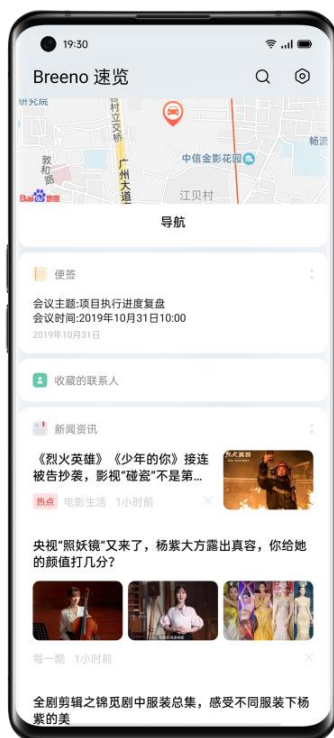 19:30
Breeno 速览
研究院
村立交桥
敦和路
广州大道
中信金影花园
畅流
江贝村
Bai 地图
导航
便签
会议主题:项目执行进度复盘
会议时间:2019年10月31日10:00
2019年10月31日
收藏的联系人
新闻资讯
《烈火英雄》《少年的你》接连
被告抄袭，影视“碰瓷”不是第...
烈火英雄
热点 电影生活 1小时前
央视“照妖镜”又来了，杨紫大方露出真容，你给她
的颜值打几分？
每一酷 1小时前
全剧剪辑之锦觅剧中服装总集，感受不同服装下杨
紫的美